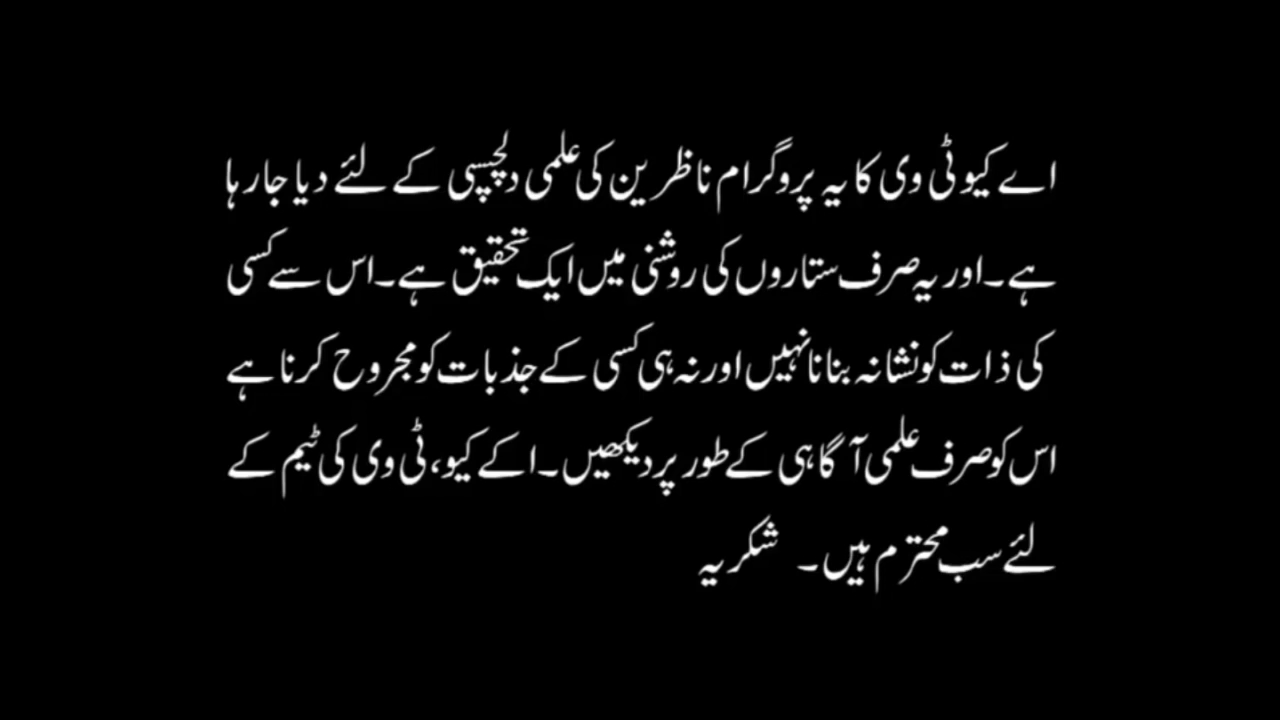 اے کیو ٹی وی کا یہ پروگرام ناظرین کی علمی دلچسپی کے لئے دیا جارہا
ہے۔ اور یہ صرف ستاروں کی روشنی میں ایک تحقیق ہے۔ اس سے کسی
کی ذات کو نشانہ بنانا نہیں اور نہ ہی کسی کے جذبات کو مجروح کرنا ہے
اس کو صرف علمی آگاہی کے طور پر دیکھیں۔ اکے کیو، ٹی وی کی ٹیم کے
لئے سب محترم ہیں۔ شکریہ